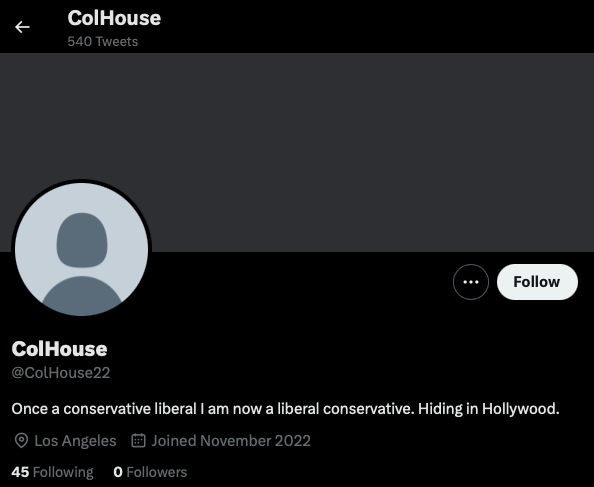 ColHouse
540 Tweets
Follow
ColHouse
@ColHouse22
Once a conservative liberal I am now a liberal conservative. Hiding in Hollywood.
Los Angeles Joined November 2022
45 Following 0 Followers